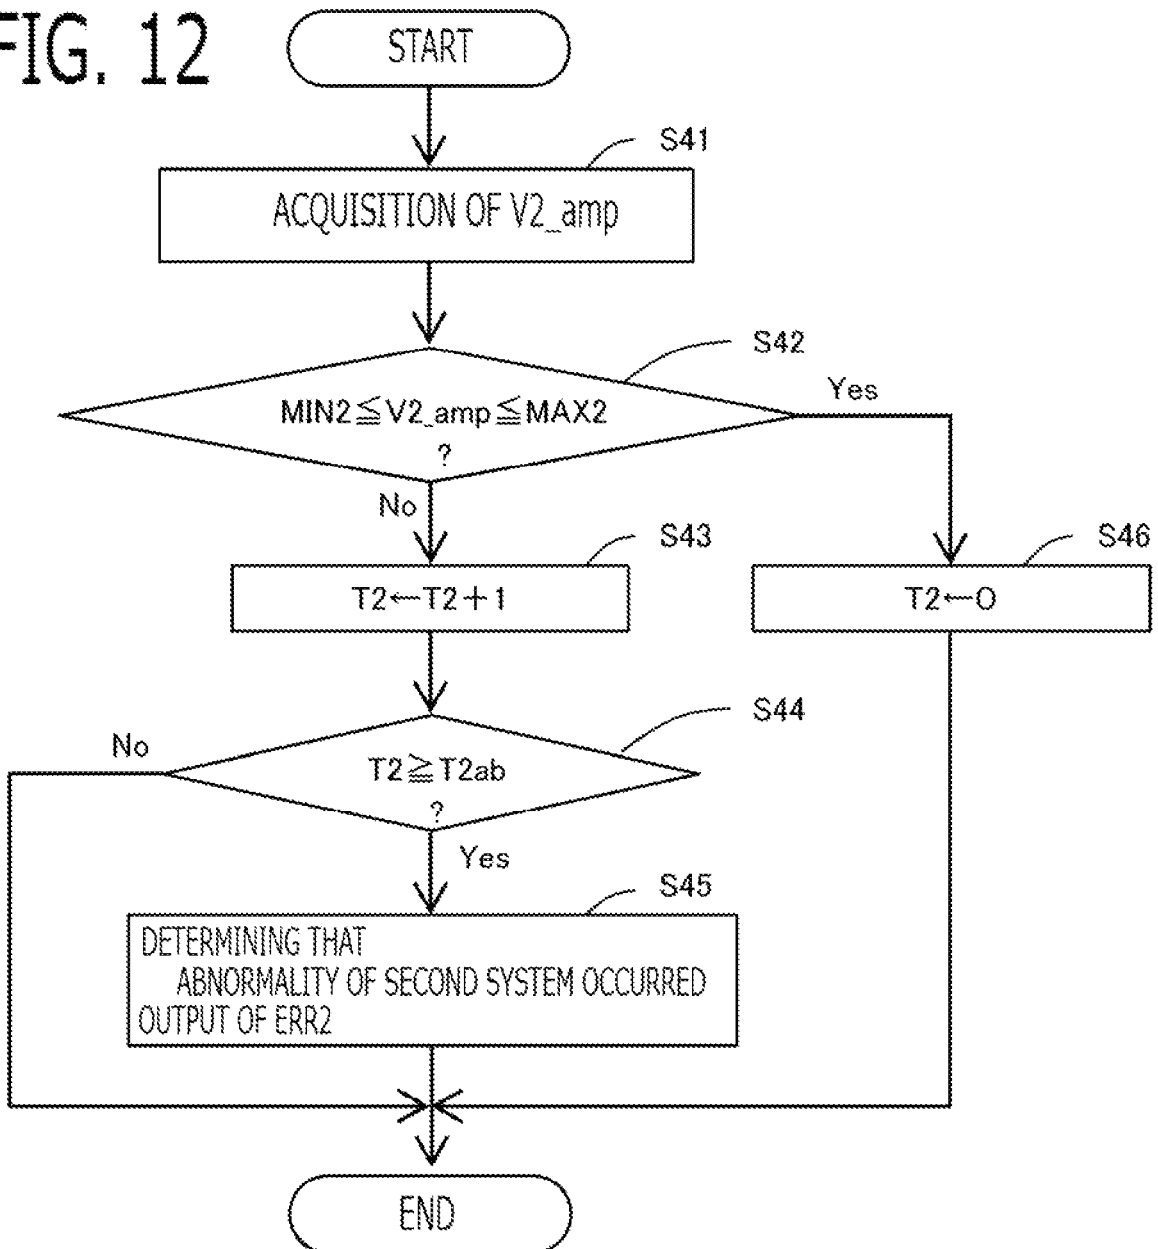 FIG. 12
START
S41
ACQUISITION OF V2_amp
S42
MIN2≦V2_amp≦MAX2
?
Yes
No
S43
T2←T2+1
S46
T2←0
S44
No
T2≧T2ab
?
Yes
S45
DETERMINING THAT
ABNORMALITY OF SECOND SYSTEM OCCURRED
OUTPUT OF ERR2
END